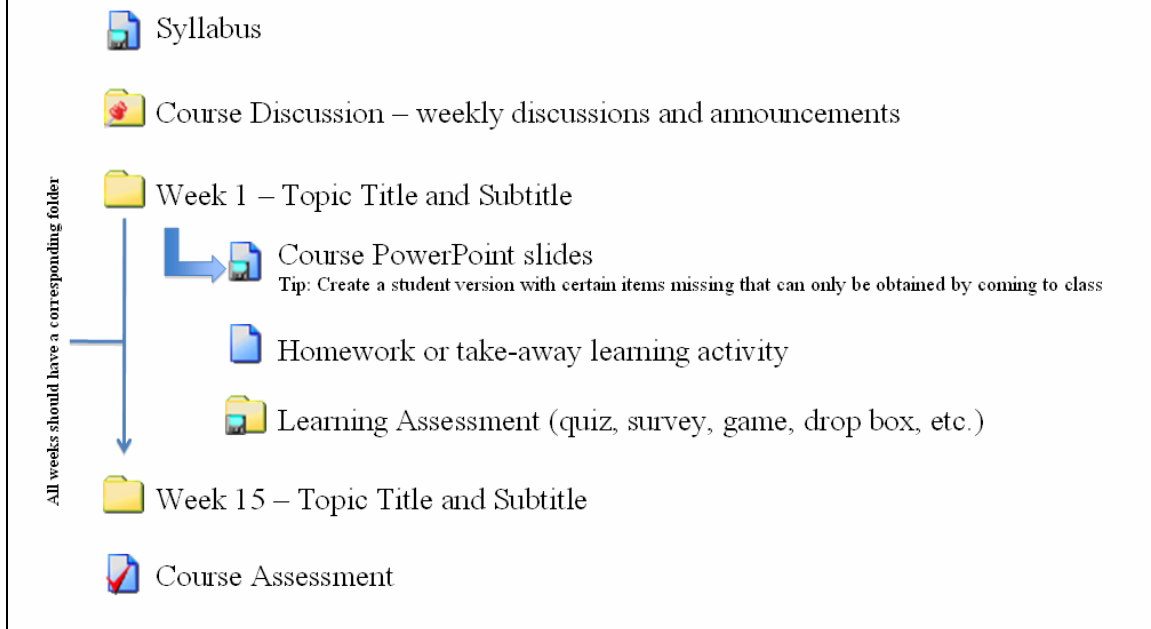 Syllabus
Course Discussion – weekly discussions and announcements
All weeks should have a corresponding folder
Week 1 – Topic Title and Subtitle
Course PowerPoint slides
Tip: Create a student version with certain items missing that can only be obtained by coming to class
Homework or take-away learning activity
Learning Assessment (quiz, survey, game, drop box, etc.)
Week 15 – Topic Title and Subtitle
Course Assessment